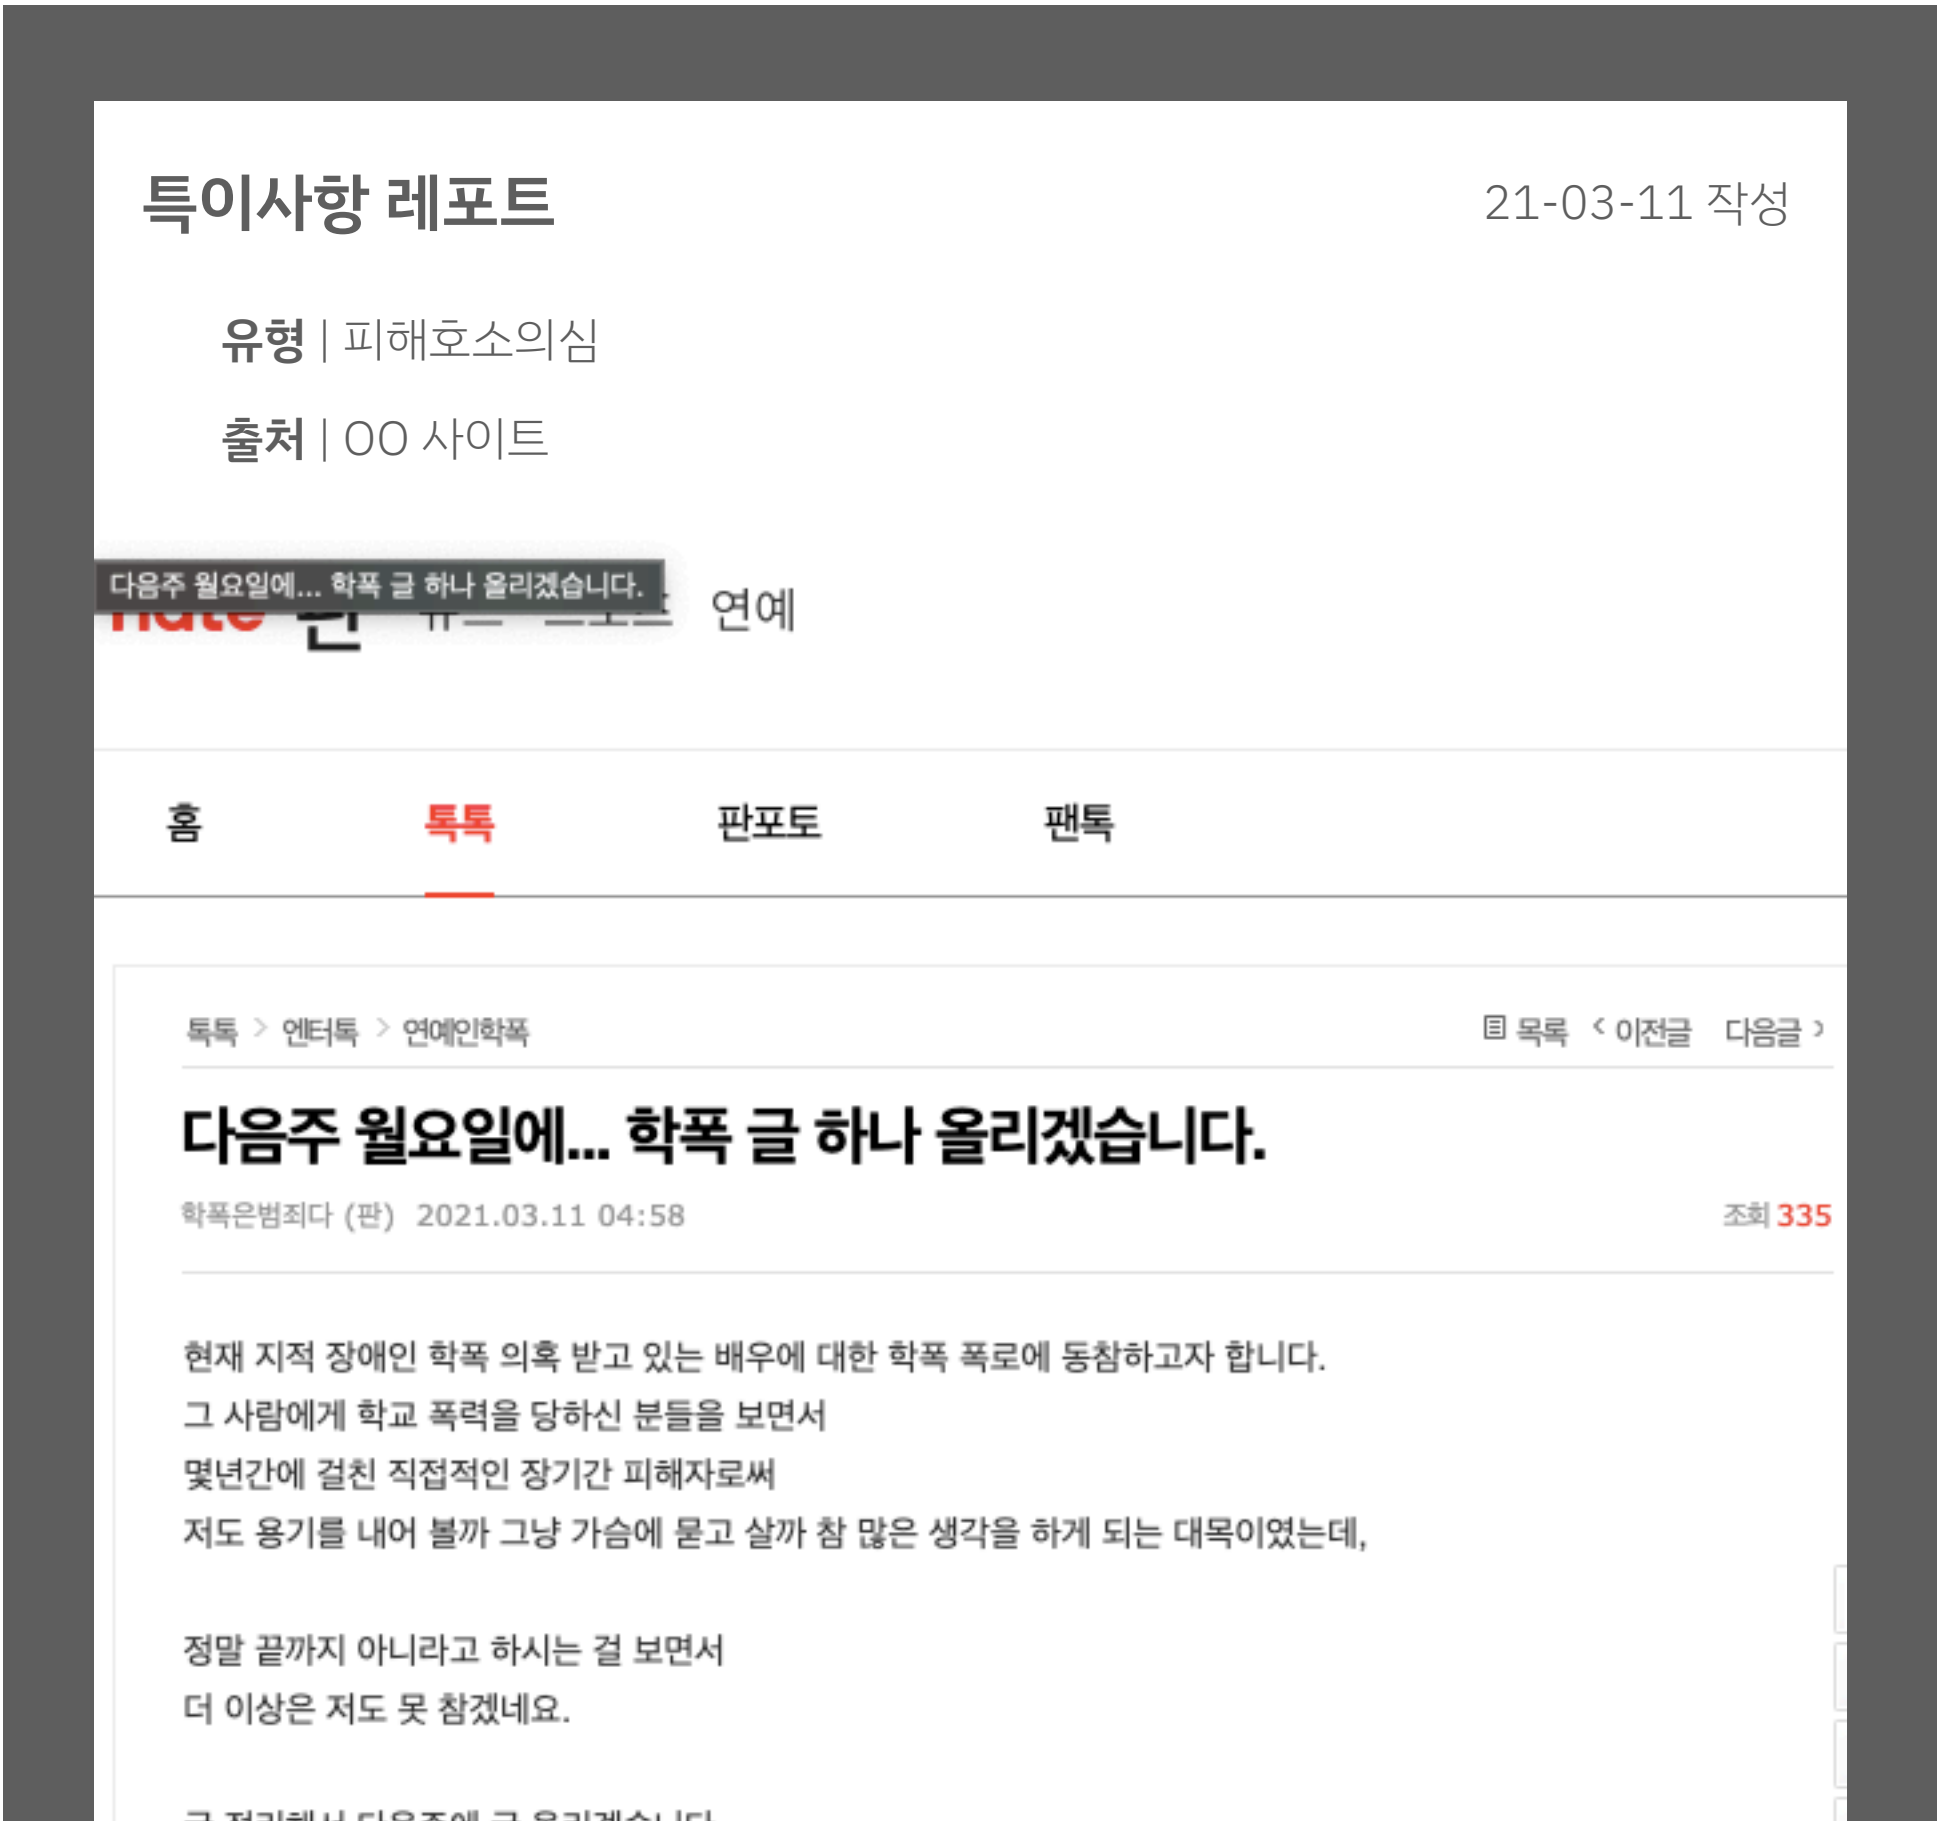 특이사항 레포트
21-03-11 작성
유형 | 피해호소의심
출처 | OO 사이트
다음주 월요일에... 학폭 글 하나 올리겠습니다.
nate 판 연예
홈 톡톡 판포토 팬톡
톡톡 > 엔터톡 > 연예인학폭
목록 < 이전글 다음글 >
다음주 월요일에... 학폭 글 하나 올리겠습니다.
학폭은범죄다 (판) 2021.03.11 04:58
조회 335
현재 지적 장애인 학폭 의혹 받고 있는 배우에 대한 학폭 폭로에 동참하고자 합니다.
그 사람에게 학교 폭력을 당하신 분들을 보면서
몇년간에 걸친 직접적인 장기간 피해자로써
저도 용기를 내어 볼까 그냥 가슴에 묻고 살까 참 많은 생각을 하게 되는 대목이였는데,
정말 끝까지 아니라고 하시는 걸 보면서
더 이상은 저도 못 참겠네요.